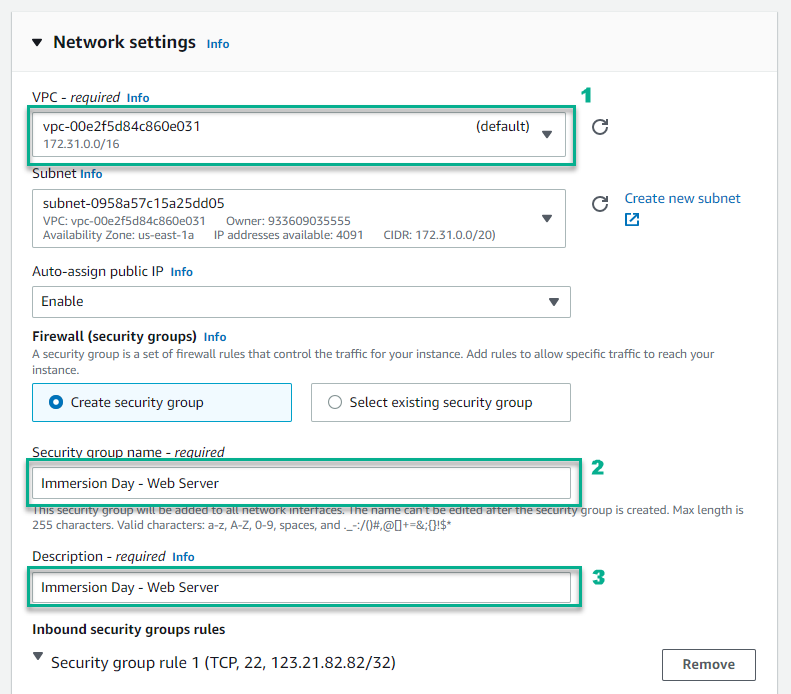 Network settings Info
VPC - required Info
1
vpc-00e2f5d84c860e031 (default)
172.31.0.0/16
Subnet Info
subnet-0958a57c15a25dd05
VPC: vpc-00e2f5d84c860e031 Owner: 933609035555
Availability Zone: us-east-1a IP addresses available: 4091 CIDR: 172.31.0.0/20)
Create new subnet
Auto-assign public IP Info
Enable
Firewall (security groups) Info
A security group is a set of firewall rules that control the traffic for your instance. Add rules to allow specific traffic to reach your
instance.
Create security group
Select existing security group
Security group name - required
2
Immersion Day - Web Server
This security group will be added to all network interfaces. The name can't be edited after the security group is created. Max length is
255 characters. Valid characters: a-z, A-Z, 0-9, spaces, and ._-:/()#,@[]+=&;{}!$*
Description - required Info
3
Immersion Day - Web Server
Inbound security groups rules
Security group rule 1 (TCP, 22, 123.21.82.82/32)
Remove